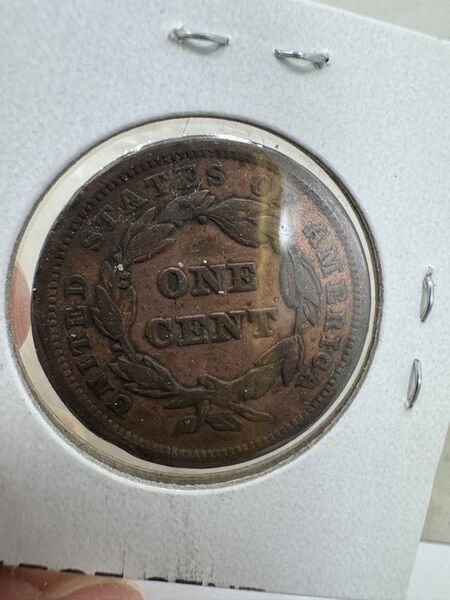 UNITED STATES OF AMERICA
ONE
CENT